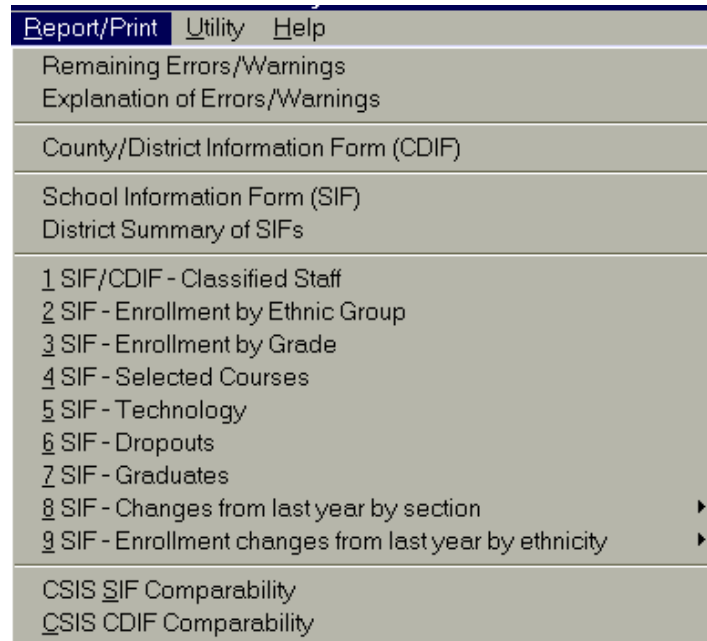 Report/Print Utility Help
Remaining Errors/Warnings
Explanation of Errors/Warnings
County/District Information Form (CDIF)
School Information Form (SIF)
District Summary of SIFs
1 SIF/CDIF - Classified Staff
2 SIF - Enrollment by Ethnic Group
3 SIF - Enrollment by Grade
4 SIF - Selected Courses
5 SIF - Technology
6 SIF - Dropouts
7 SIF - Graduates
8 SIF - Changes from last year by section
9 SIF - Enrollment changes from last year by ethnicity
CSIS SIF Comparability
CSIS CDIF Comparability